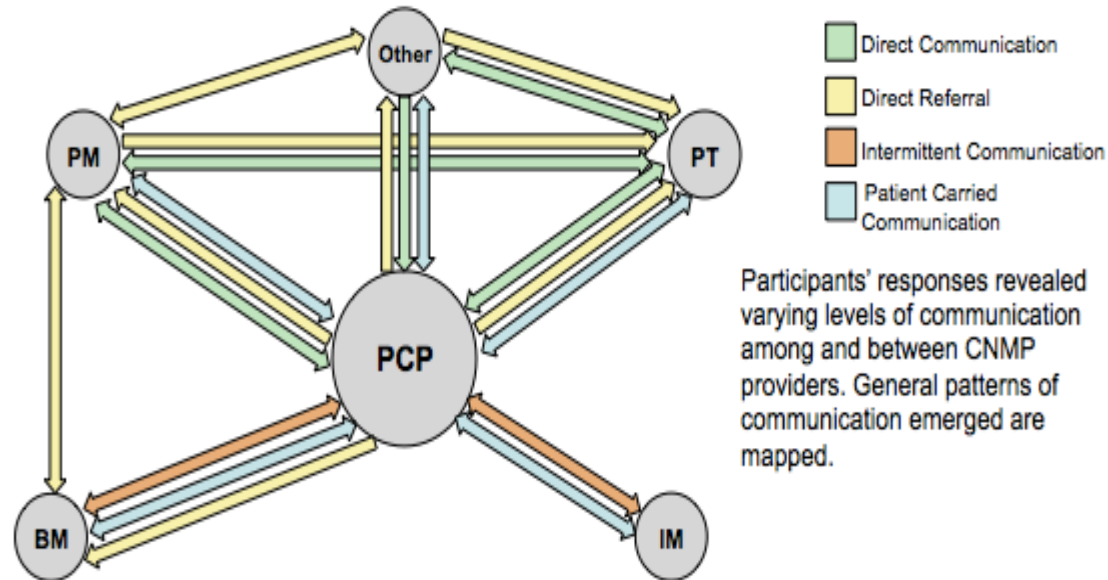 Other
PM
PT
PCP
BM
IM
Direct Communication
Direct Referral
Intermittent Communication
Patient Carried
Communication
Participants’ responses revealed
varying levels of communication
among and between CNMP
providers. General patterns of
communication emerged are
mapped.